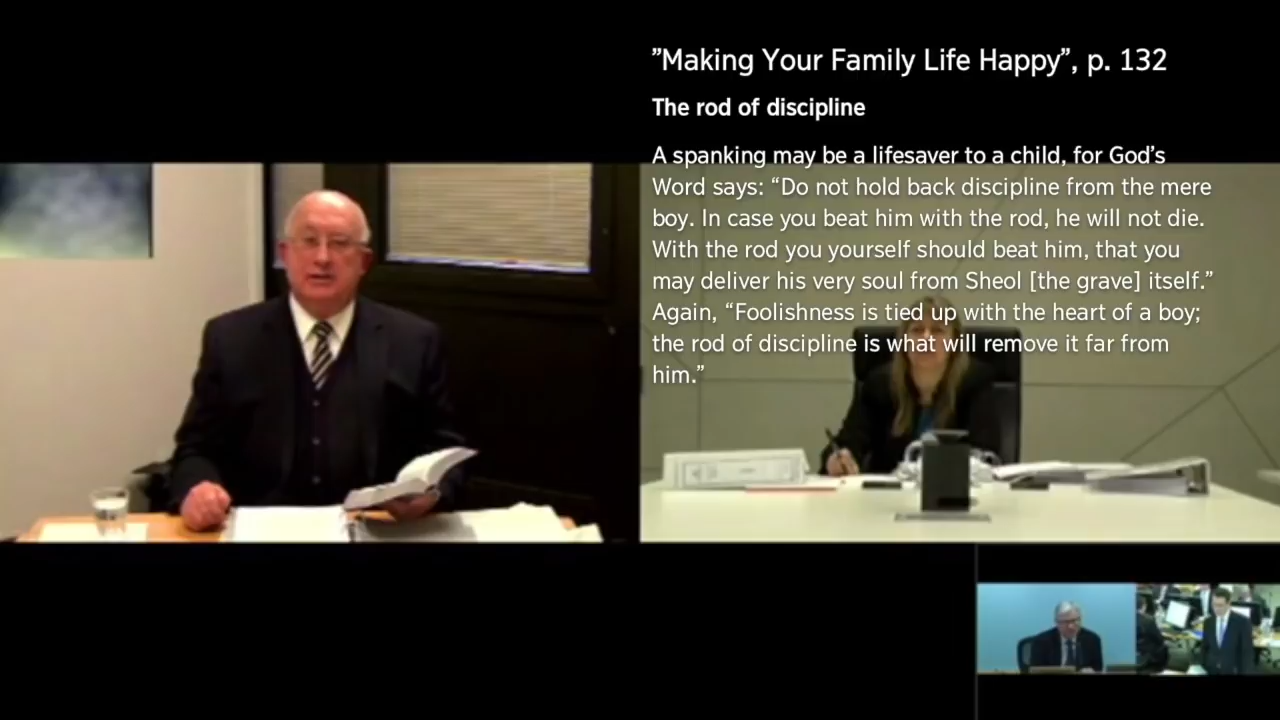 ”Making Your Family Life Happy”, p. 132
The rod of discipline
A spanking may be a lifesaver to a child, for God’s
Word says: “Do not hold back discipline from the mere
boy. In case you beat him with the rod, he will not die.
With the rod you yourself should beat him, that you
may deliver his very soul from Sheol [the grave] itself.”
Again, “Foolishness is tied up with the heart of a boy;
the rod of discipline is what will remove it far from
him.”